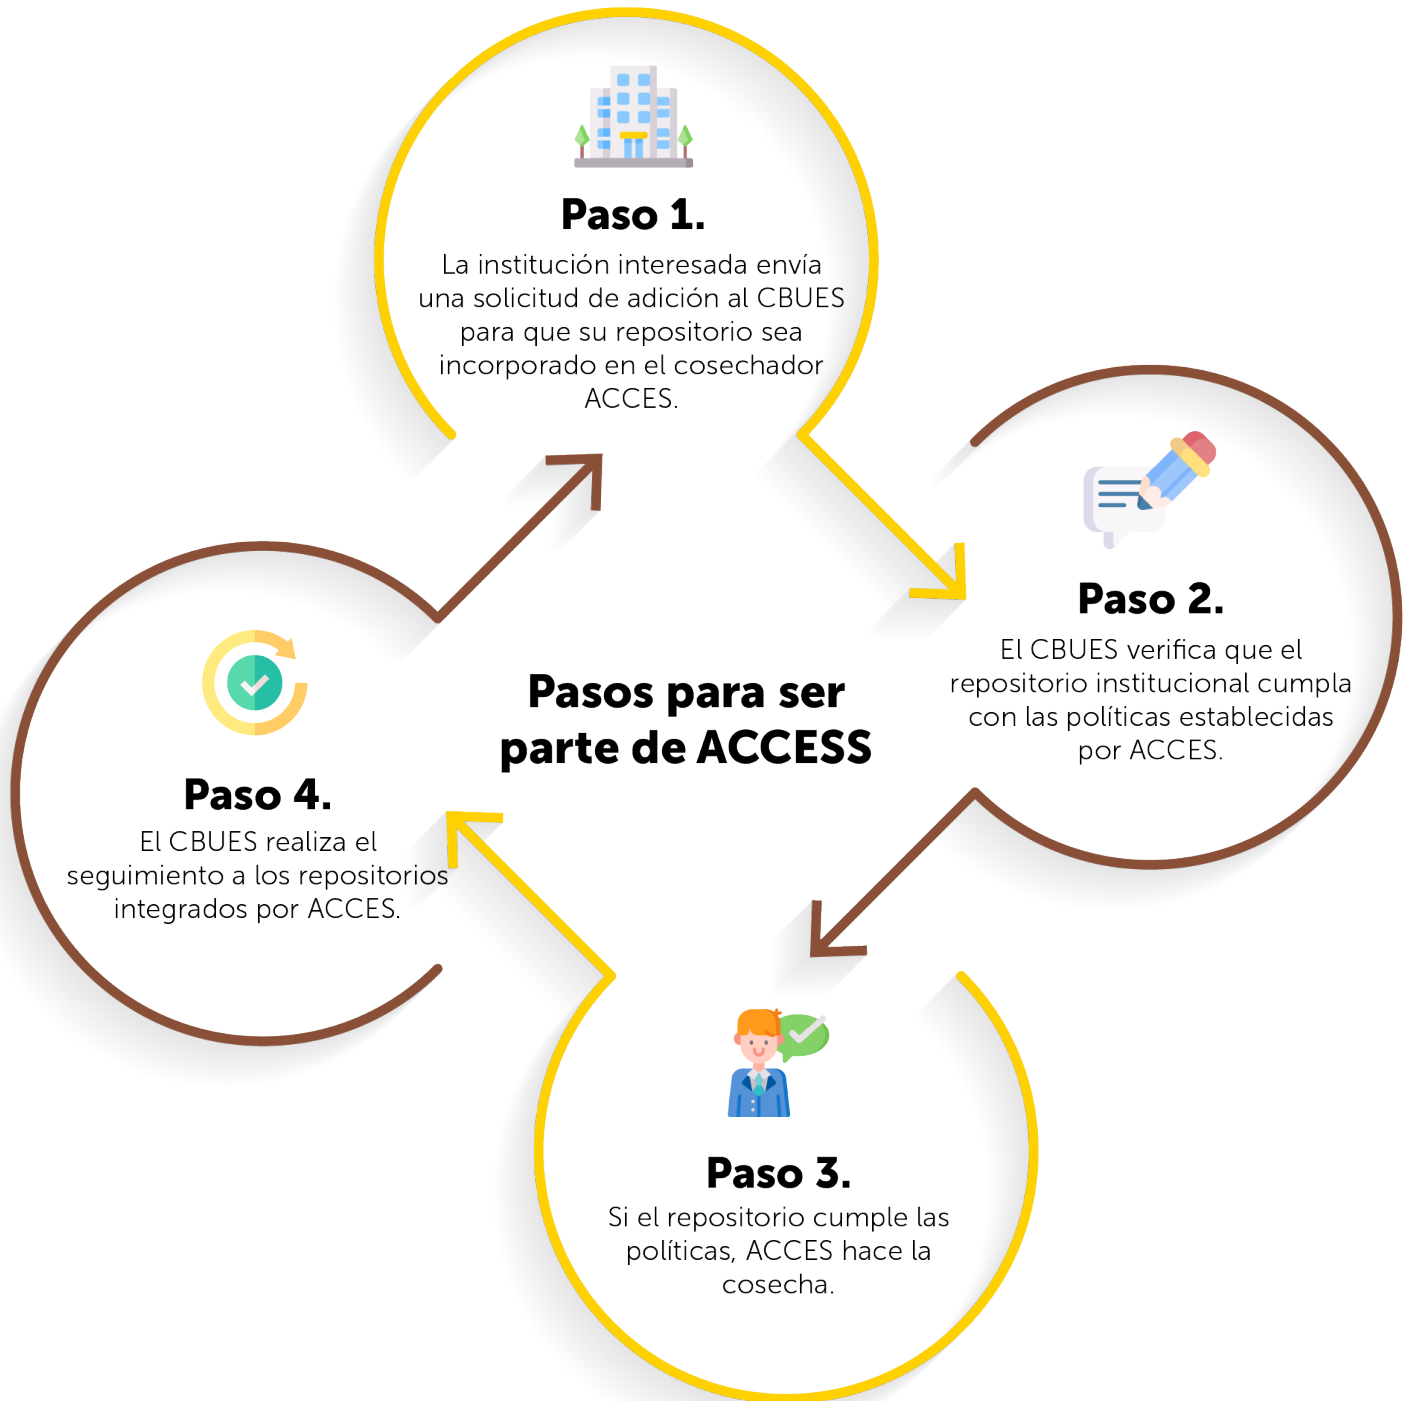 Paso 1.
La institución interesada envía
una solicitud de adición al CBUES
para que su repositorio sea
incorporado en el cosechador
ACCES.
Paso 2.
El CBUES verifica que el
repositorio institucional cumpla
con las políticas establecidas
por ACCES.
Pasos para ser
parte de ACCESS
Paso 4.
El CBUES realiza el
seguimiento a los repositorios
integrados por ACCES.
Paso 3.
Si el repositorio cumple las
políticas, ACCES hace la
cosecha.